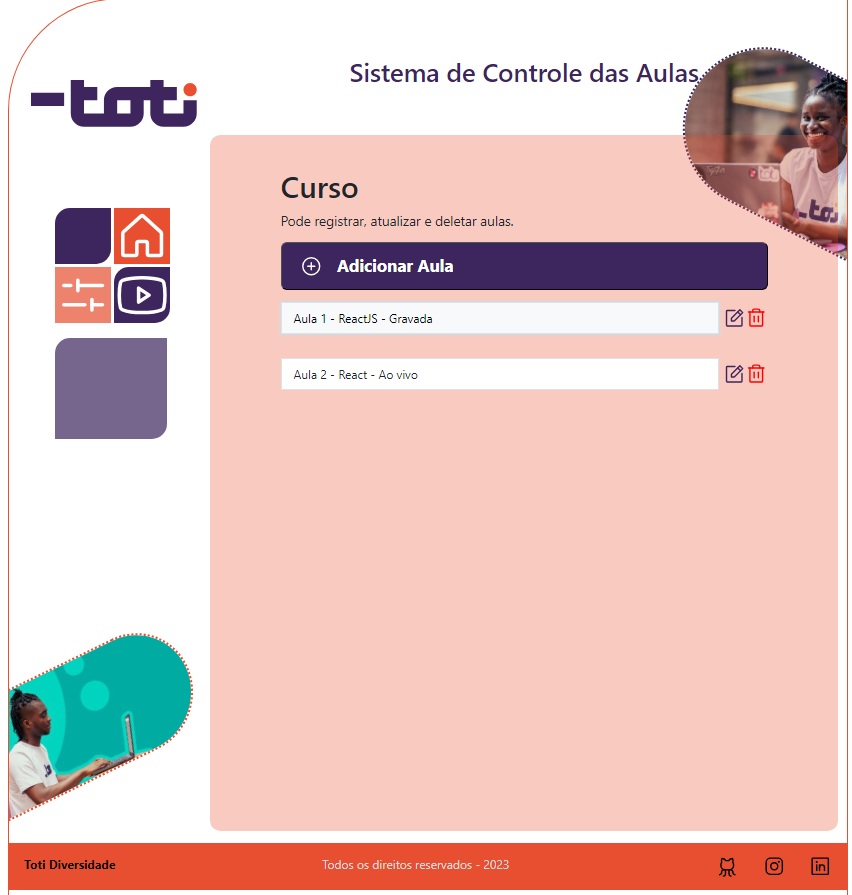 Sistema de Controle das Aulas
toti
Curso
Pode registrar, atualizar e deletar aulas.
Adicionar Aula
Aula 1 - ReactJS - Gravada
Aula 2 - React - Ao vivo
Toti Diversidade
Todos os direitos reservados - 2023